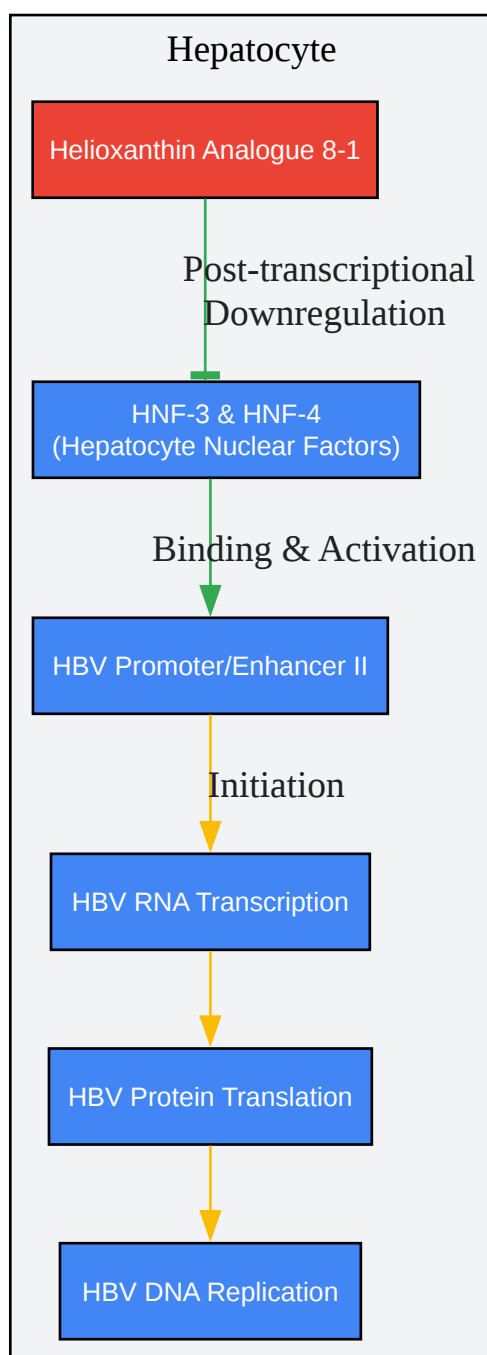 Hepatocyte
Helioxanthin Analogue 8-1
Post-transcriptional
Downregulation
HNF-3 & HNF-4
(Hepatocyte Nuclear Factors)
Binding & Activation
HBV Promoter/Enhancer II
Initiation
HBV RNA Transcription
HBV Protein Translation
HBV DNA Replication